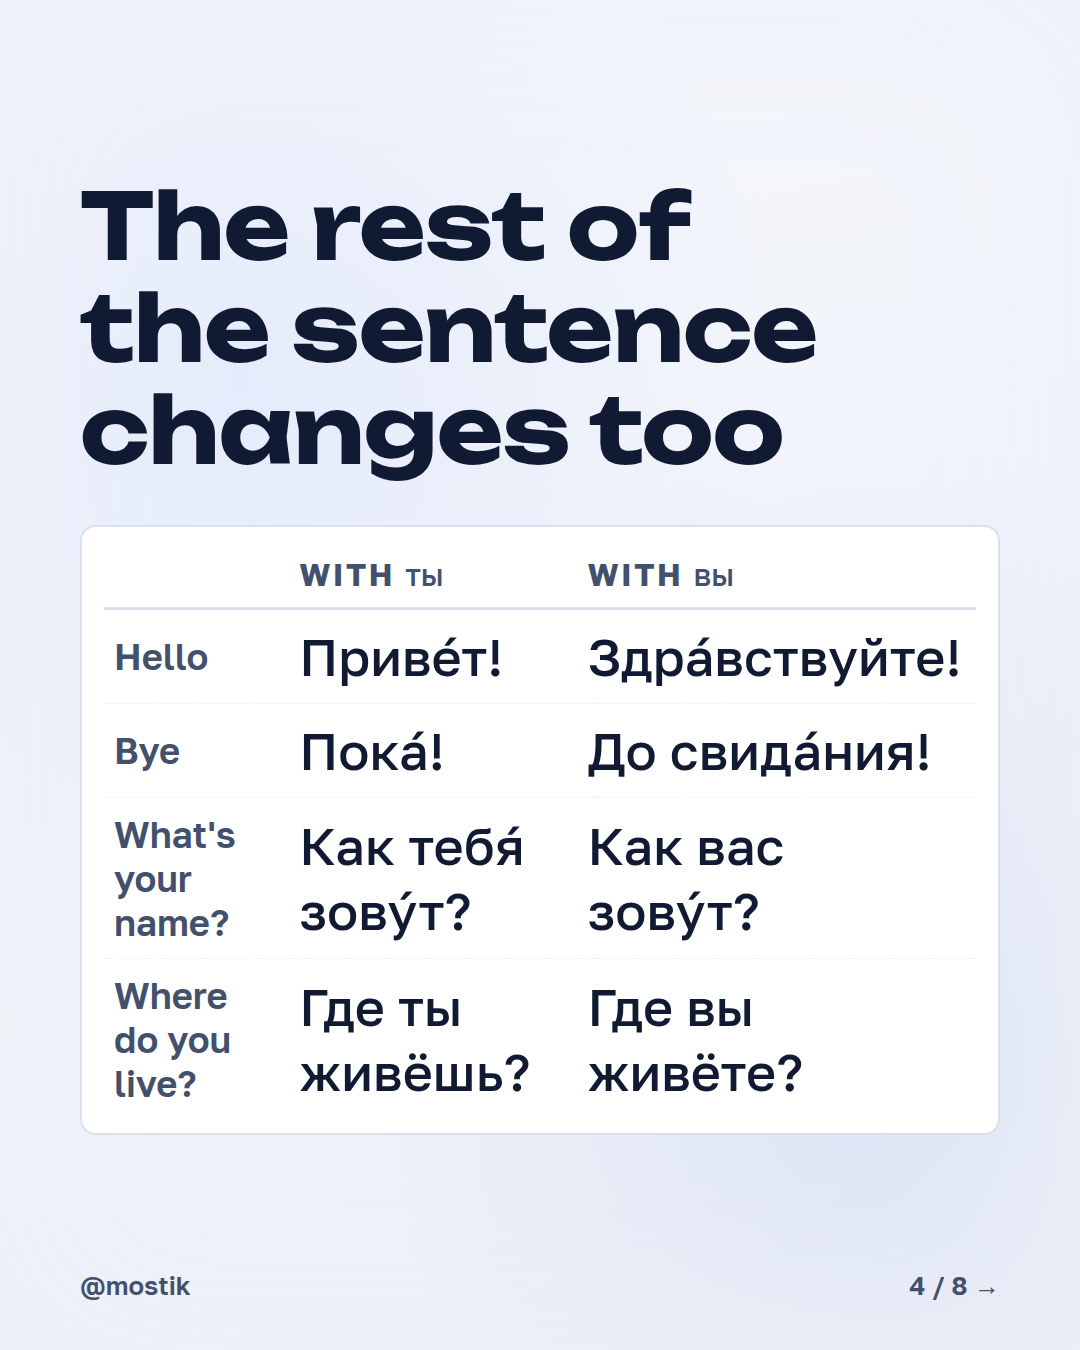 The rest of
the sentence
changes too
WITH ты WITH вы
Hello Приве́т! Здра́вствуйте!
Bye Пока́! До свида́ния!
What's
your
name?
Как тебя́
зову́т?
Как вас
зову́т?
Where
do you
live?
Где ты
живёшь?
Где вы
живёте?
@mostik 4 / 8 →